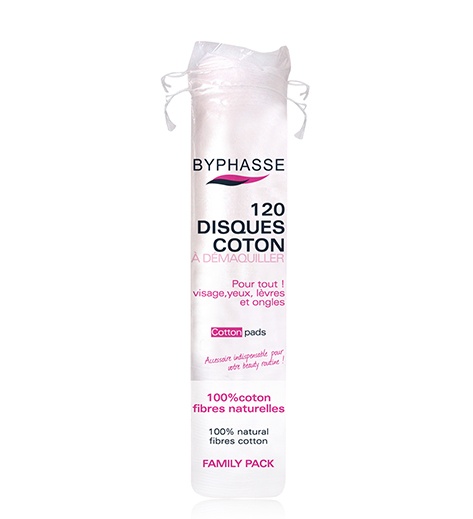 BYPHASSE
120
DISQUES
COTON
À DÉMAQUILLER
Pour tout !
visage,yeux, lèvres
et ongles
Cotton pads
Accessoire indispensable pour
votre beauty routine !
100%coton
fibres naturelles
100% natural
fibres cotton
FAMILY PACK